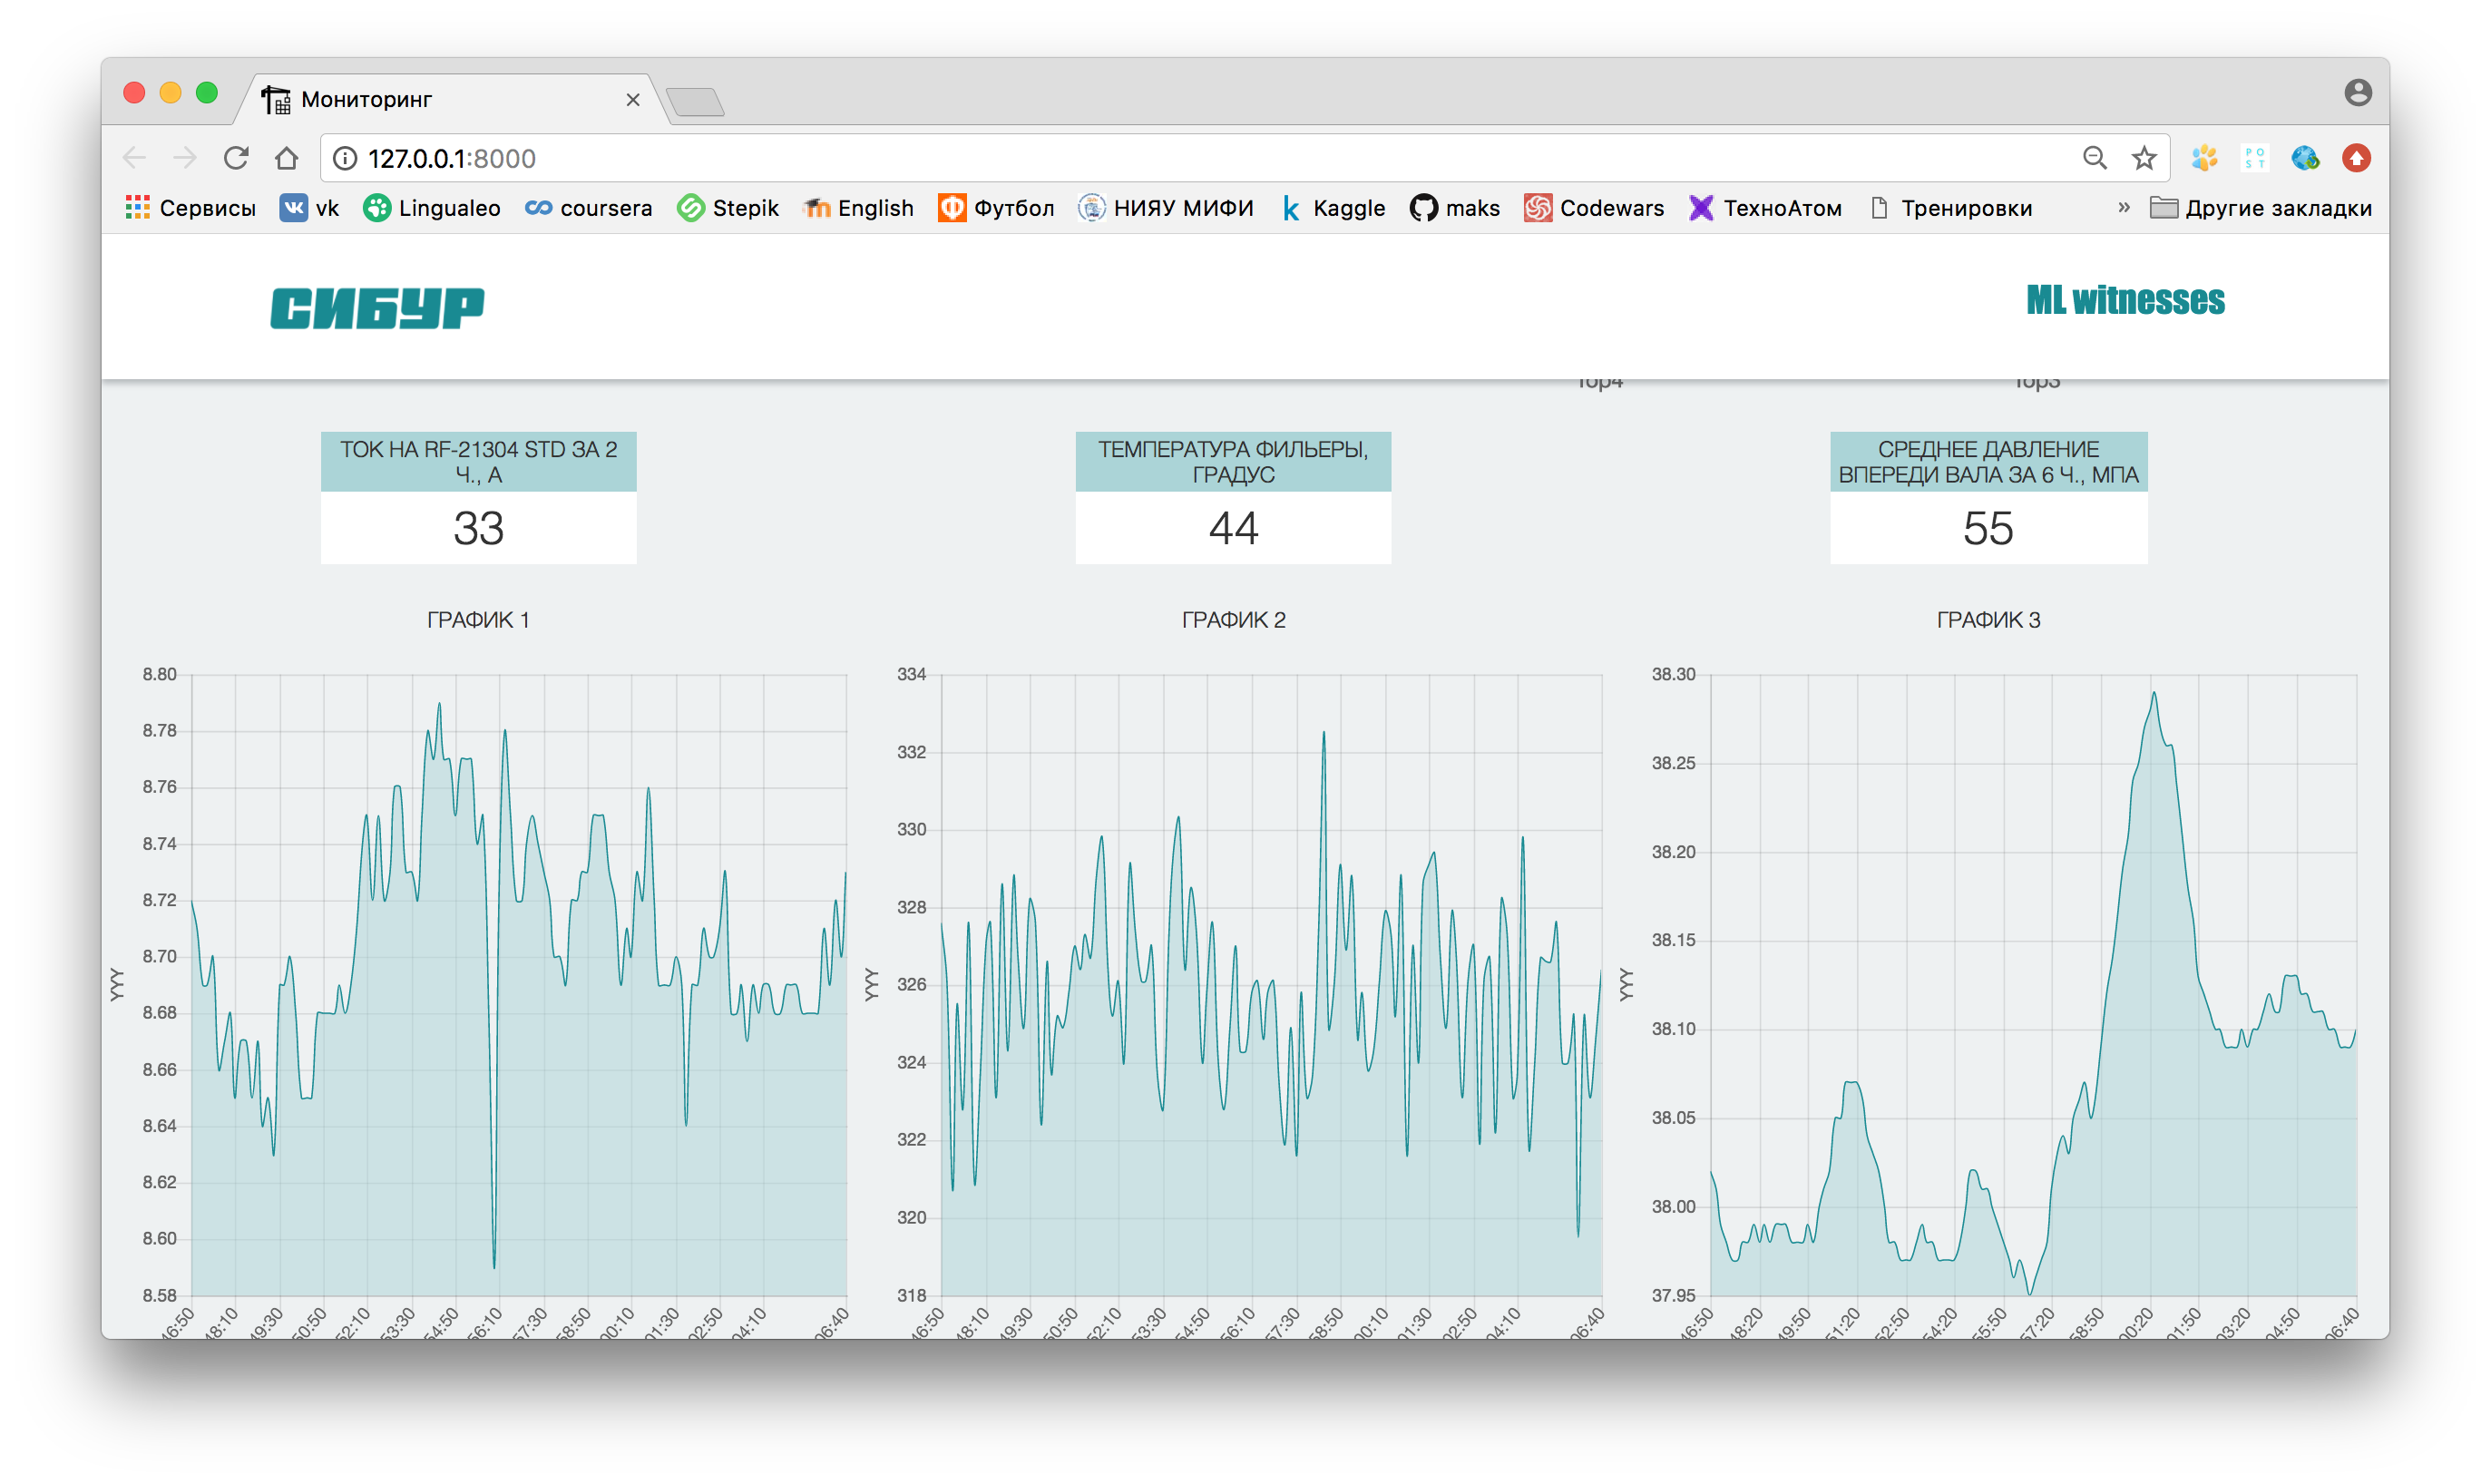 Мониторинг
127.0.0.1:8000
Сервисы vk Lingualeo coursera Stepik English Футбол НИЯУ МИФИ Kaggle maks Codewars ТехноАтом Тренировки » Другие закладки
СИБУР ML witnesses
Top4 Top3
ТОК НА RF-21304 STD ЗА 2
Ч., А
33
ТЕМПЕРАТУРА ФИЛЬЕРЫ,
ГРАДУС
44
СРЕДНЕЕ ДАВЛЕНИЕ
ВПЕРЕДИ ВАЛА ЗА 6 Ч., МПА
55
ГРАФИК 1
8.80
8.78
8.76
8.74
8.72
8.70
8.68
8.66
8.64
8.62
8.60
8.58
YYY
46:50 48:10 49:30 50:50 52:10 53:30 54:50 56:10 57:30 58:50 00:10 01:30 02:50 04:10 06:40
ГРАФИК 2
334
332
330
328
326
324
322
320
318
YYY
46:50 48:10 49:30 50:50 52:10 53:30 54:50 56:10 57:30 58:50 00:10 01:30 02:50 04:10 06:40
ГРАФИК 3
38.30
38.25
38.20
38.15
38.10
38.05
38.00
37.95
YYY
46:50 48:20 49:50 51:20 52:50 54:20 55:50 57:20 58:50 00:20 01:50 03:20 04:50 06:40